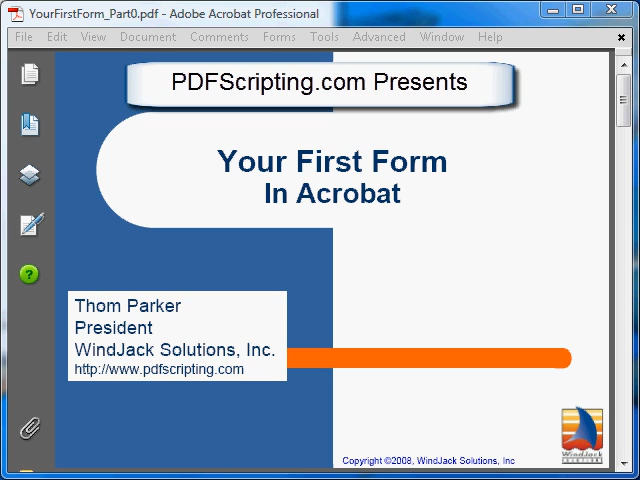 YourFirstForm_Part0.pdf - Adobe Acrobat Professional
File Edit View Document Comments Forms Tools Advanced Window Help
PDFScripting.com Presents
Your First Form
In Acrobat
Thom Parker
President
WindJack Solutions, Inc.
http://www.pdfscripting.com
WindJack
SOLUTIONS
Copyright ©2008, WindJack Solutions, Inc